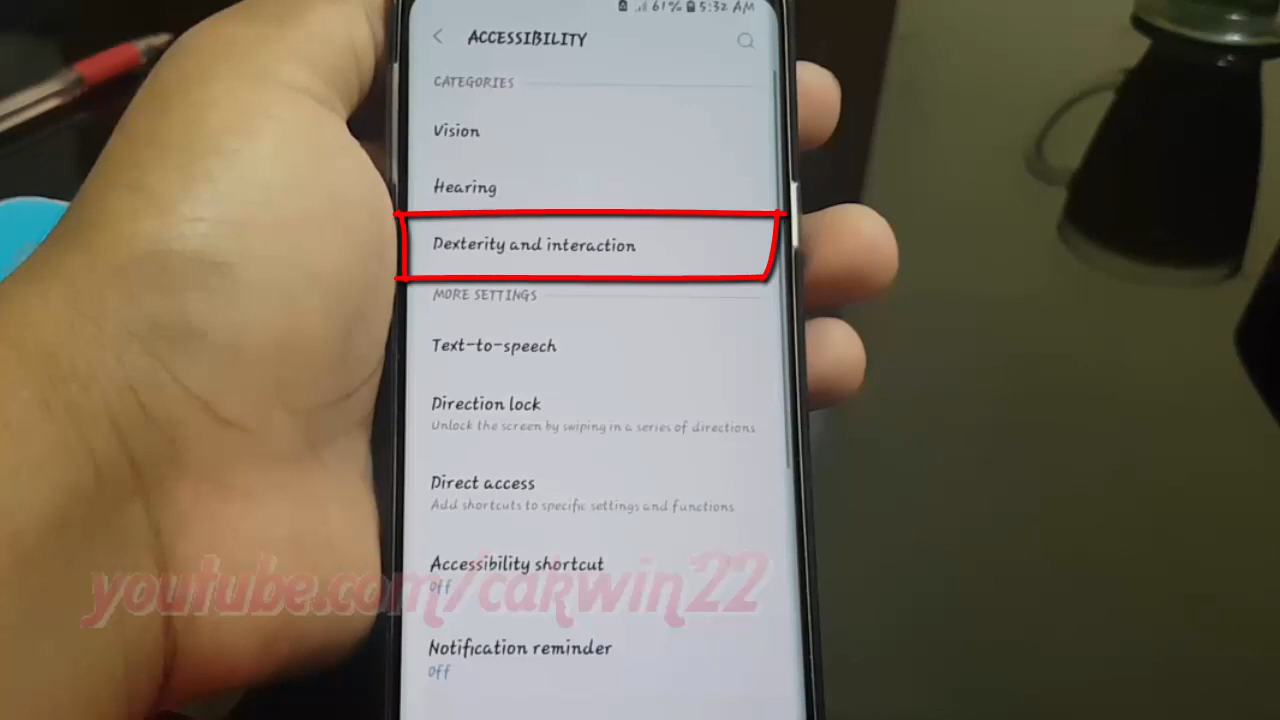 61% 5:32 AM
ACCESSIBILITY
CATEGORIES
Vision
Hearing
Dexterity and interaction
MORE SETTINGS
Text-to-speech
Direction lock
Unlock the screen by swiping in a series of directions
Direct access
Add shortcuts to specific settings and functions
Accessibility shortcut
Off
youtube.com/cakwin22
Notification reminder
Off